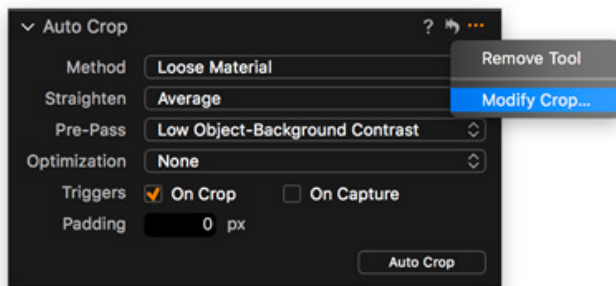 Auto Crop ? ...
Remove Tool
Modify Crop...
Method Loose Material
Straighten Average
Pre-Pass Low Object-Background Contrast
Optimization None
Triggers On Crop On Capture
Padding 0 px
Auto Crop